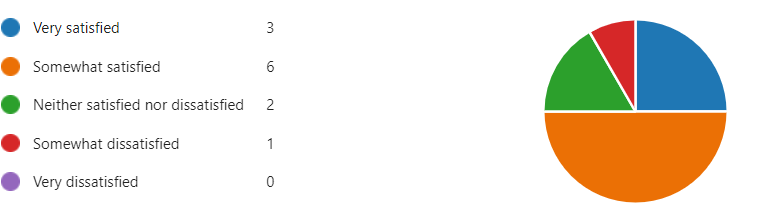 Very satisfied 3
Somewhat satisfied 6
Neither satisfied nor dissatisfied 2
Somewhat dissatisfied 1
Very dissatisfied 0